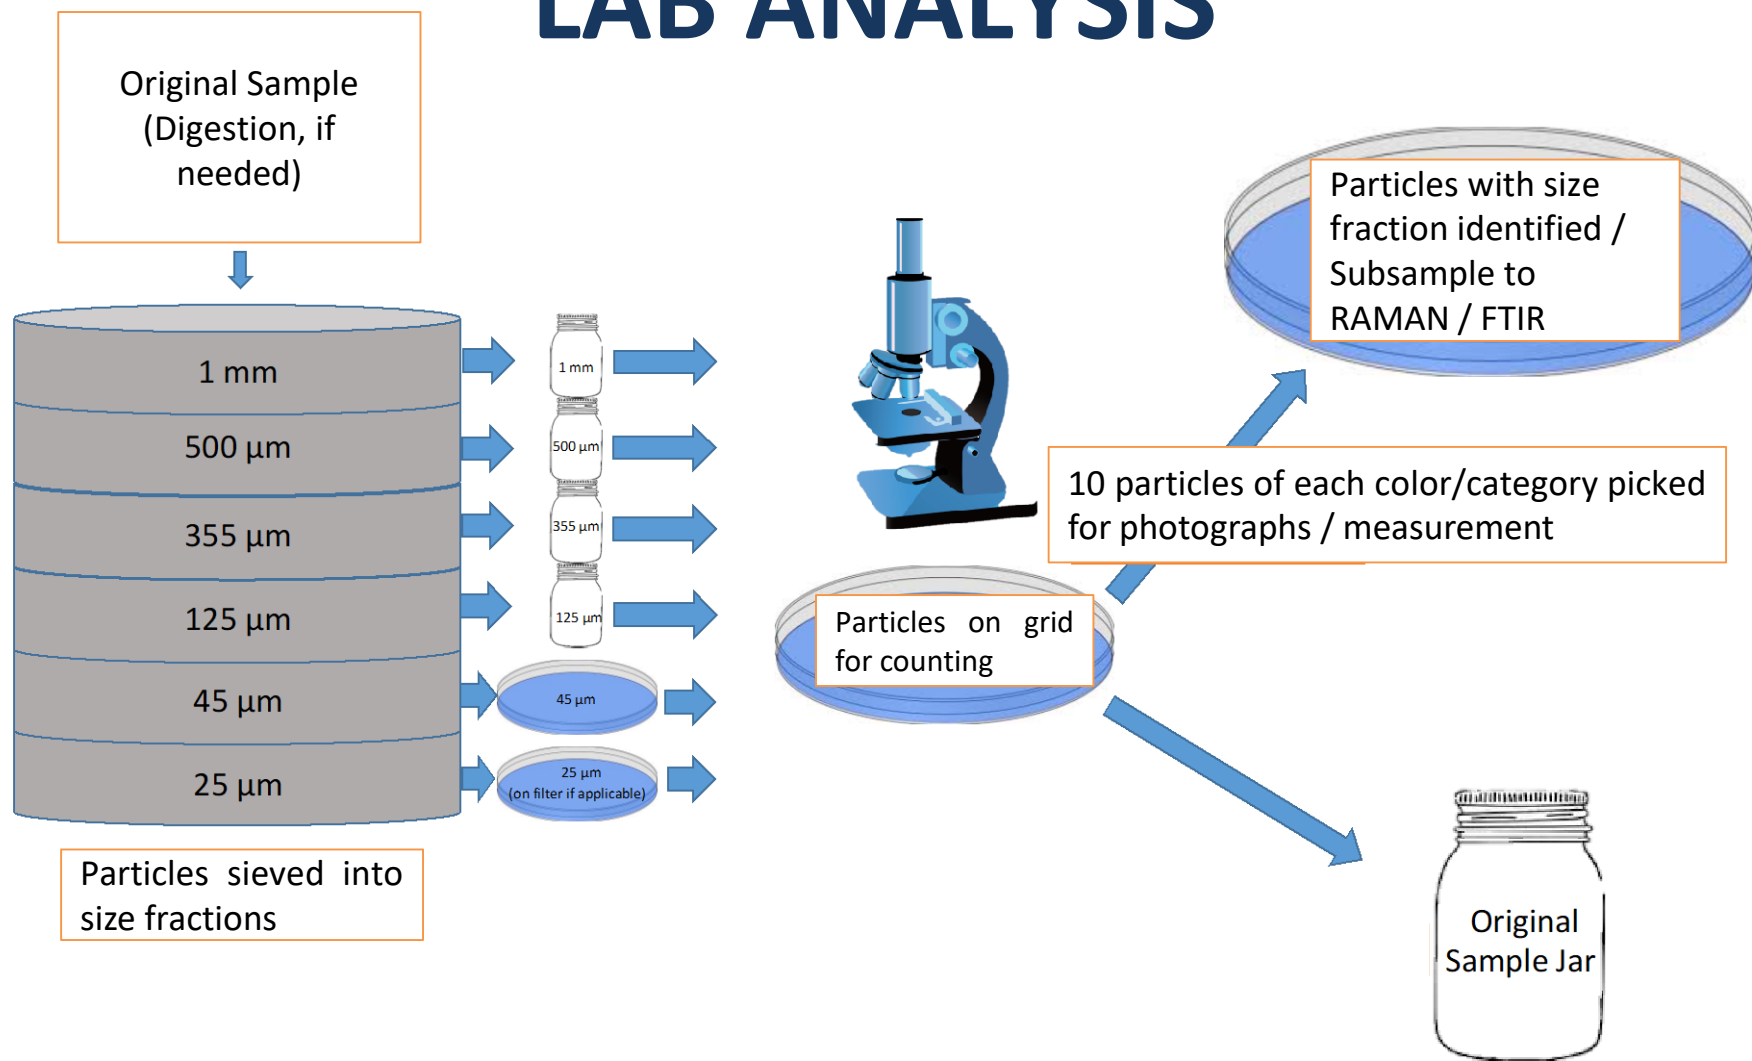 LAB ANALYSIS
Original Sample
(Digestion, if
needed)
1 mm
500 µm
355 µm
125 µm
45 µm
25 µm
1 mm
500 µm
355 µm
125 µm
45 µm
25 µm
(on filter if applicable)
Particles sieved into
size fractions
Particles on grid
for counting
Particles with size
fraction identified /
Subsample to
RAMAN / FTIR
10 particles of each color/category picked
for photographs / measurement
Original
Sample Jar